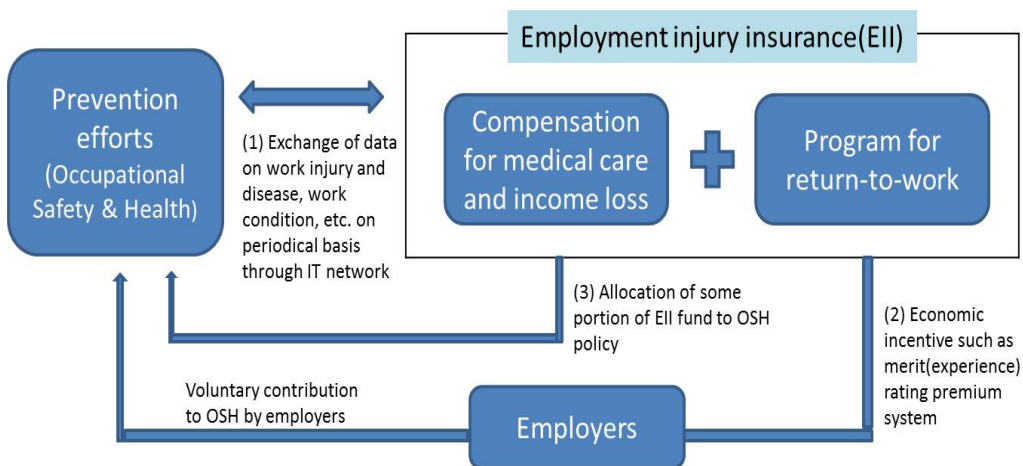 Employment injury insurance(EII)
Prevention
efforts
(Occupational
Safety & Health)
(1) Exchange of data
on work injury and
disease, work
condition, etc. on
periodical basis
through IT network
Compensation
for medical care
and income loss
Program for
return-to-work
(3) Allocation of some
portion of EII fund to OSH
policy
(2) Economic
incentive such as
merit(experience)
rating premium
system
Voluntary contribution
to OSH by employers
Employers